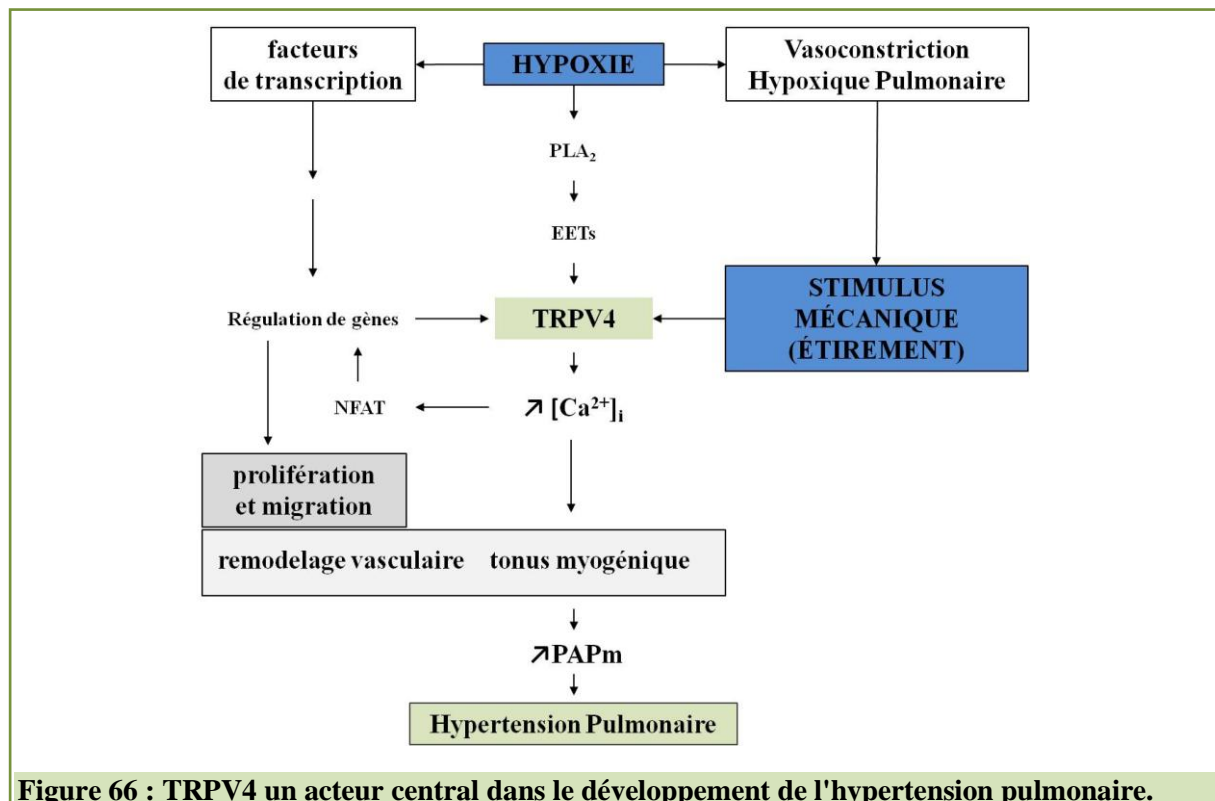 facteurs
de transcription
HYPOXIE
Vasoconstriction
Hypoxique Pulmonaire
PLA₂
EETs
Régulation de gènes
TRPV4
STIMULUS
MÉCANIQUE
(ÉTIREMENT)
NFAT
↗ [Ca²⁺]ᵢ
prolifération
et migration
remodelage vasculaire tonus myogénique
↗PAPm
Hypertension Pulmonaire
Figure 66 : TRPV4 un acteur central dans le développement de l'hypertension pulmonaire.